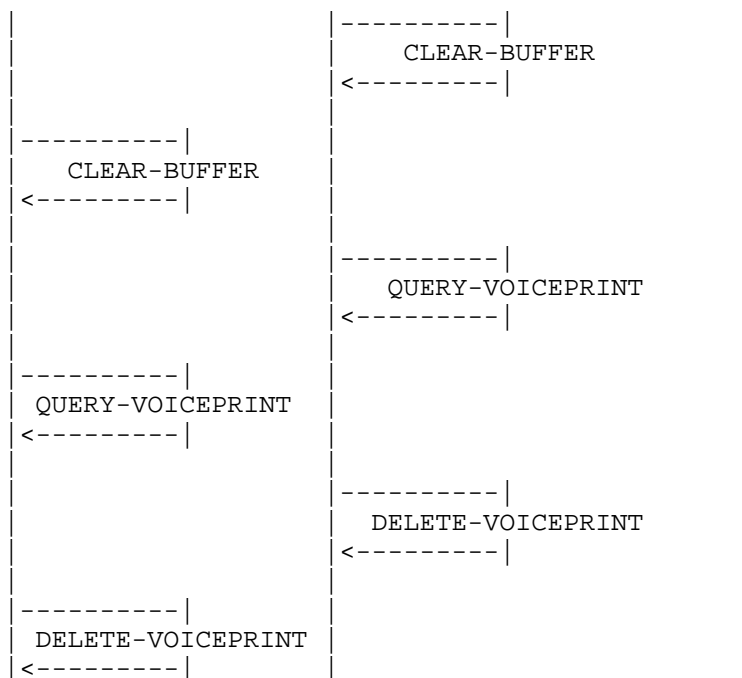 |                   |----------|
|                   |    CLEAR-BUFFER
|                   |<---------|
|                   |
|----------|        |
|   CLEAR-BUFFER    |
|<---------|        |
|                   |
|                   |----------|
|                   |   QUERY-VOICEPRINT
|                   |<---------|
|                   |
|----------|        |
| QUERY-VOICEPRINT  |
|<---------|        |
|                   |
|                   |----------|
|                   |  DELETE-VOICEPRINT
|                   |<---------|
|                   |
|----------|        |
| DELETE-VOICEPRINT |
|<---------|        |